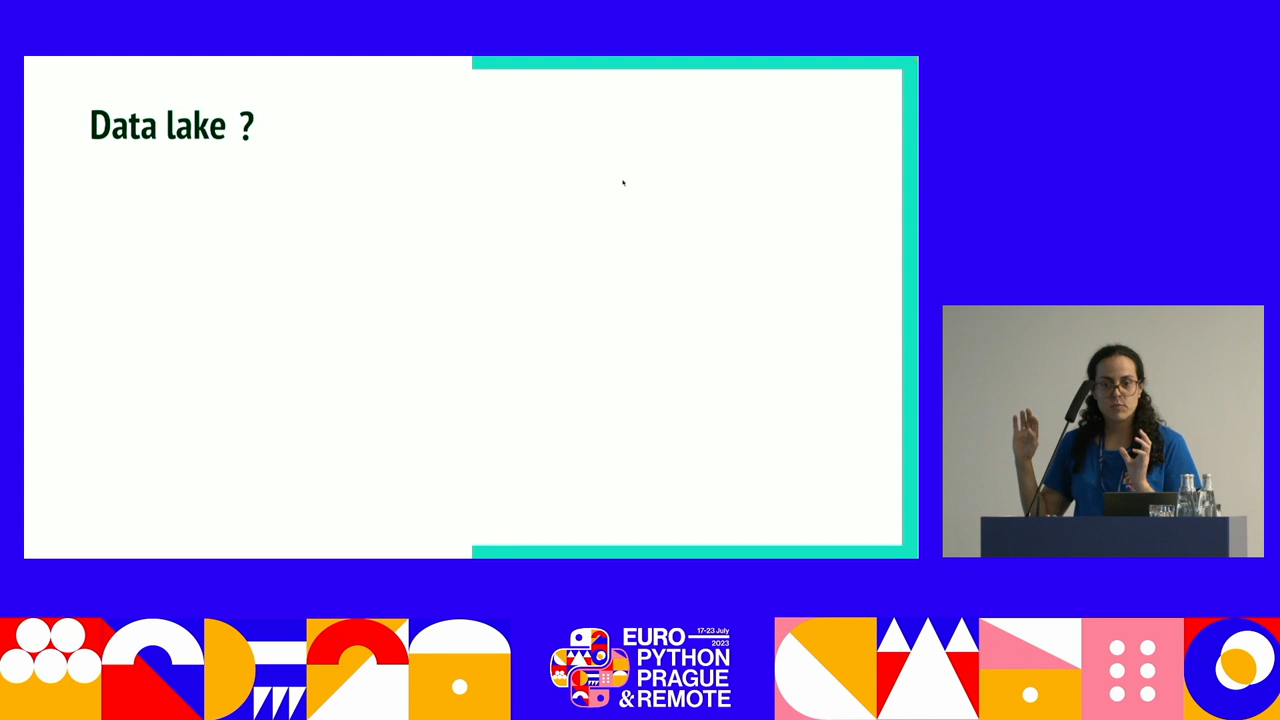 Data lake ?
EURO
17-23 July
2023
PYTHON
PRAGUE
& REMOTE